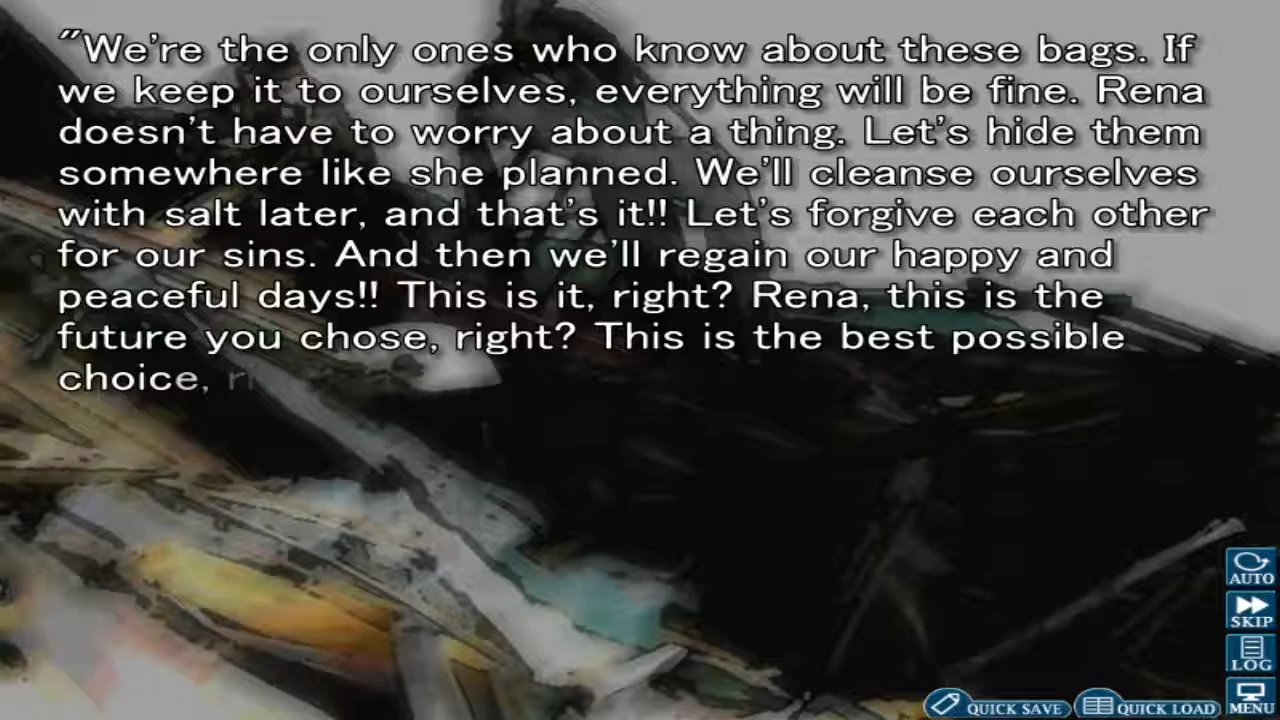 "We're the only ones who know about these bags. If
we keep it to ourselves, everything will be fine. Rena
doesn't have to worry about a thing. Let's hide them
somewhere like she planned. We'll cleanse ourselves
with salt later, and that's it!! Let's forgive each other
for our sins. And then we'll regain our happy and
peaceful days!! This is it, right? Rena, this is the
future you chose, right? This is the best possible
choice, ri
AUTO
SKIP
LOG
MENU
QUICK SAVE
QUICK LOAD